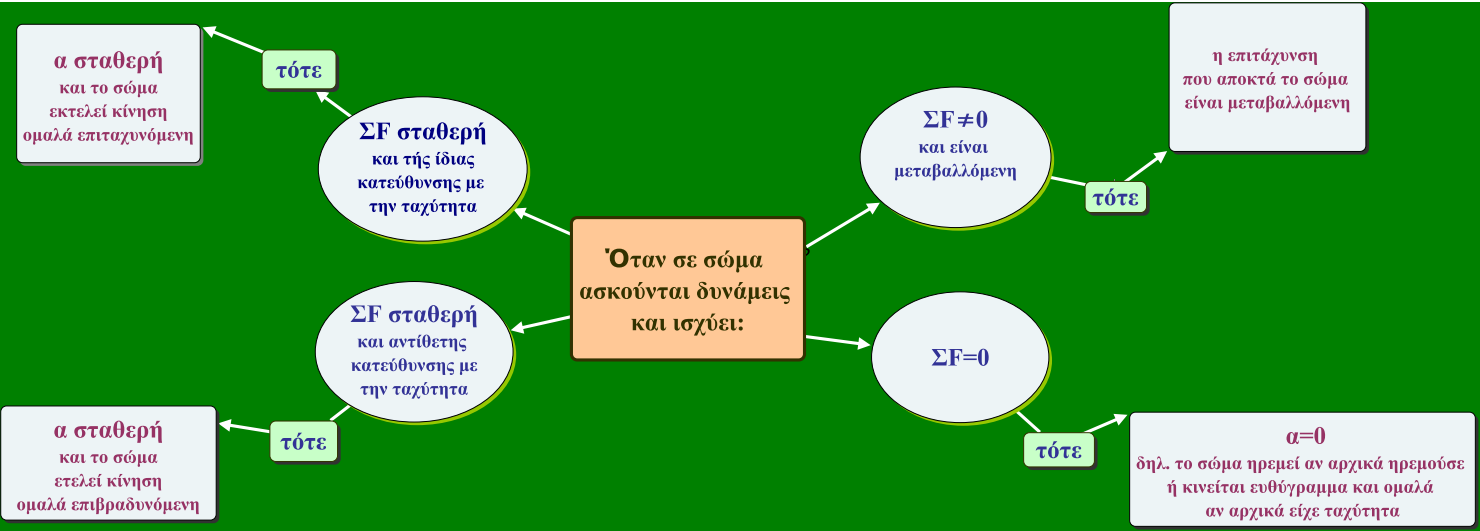 Όταν σε σώμα
ασκούνται δυνάμεις
και ισχύει:
ΣF σταθερή
και τής ίδιας
κατεύθυνσης με
την ταχύτητα
τότε
α σταθερή
και το σώμα
εκτελεί κίνηση
ομαλά επιταχυνόμενη
ΣF≠0
και είναι
μεταβαλλόμενη
τότε
η επιτάχυνση
που αποκτά το σώμα
είναι μεταβαλλόμενη
ΣF σταθερή
και αντίθετης
κατεύθυνσης με
την ταχύτητα
τότε
α σταθερή
και το σώμα
ετελεί κίνηση
ομαλά επιβραδυνόμενη
ΣF=0
τότε
α=0
δηλ. το σώμα ηρεμεί αν αρχικά ηρεμούσε
ή κινείται ευθύγραμμα και ομαλά
αν αρχικά είχε ταχύτητα